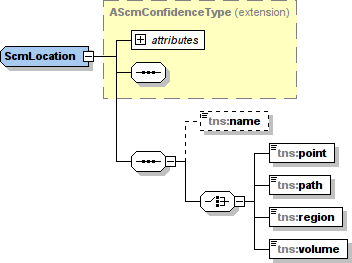 AScmConfidenceType (extension)
attributes
ScmLocation
tns:name
tns:point
tns:path
tns:region
tns:volume